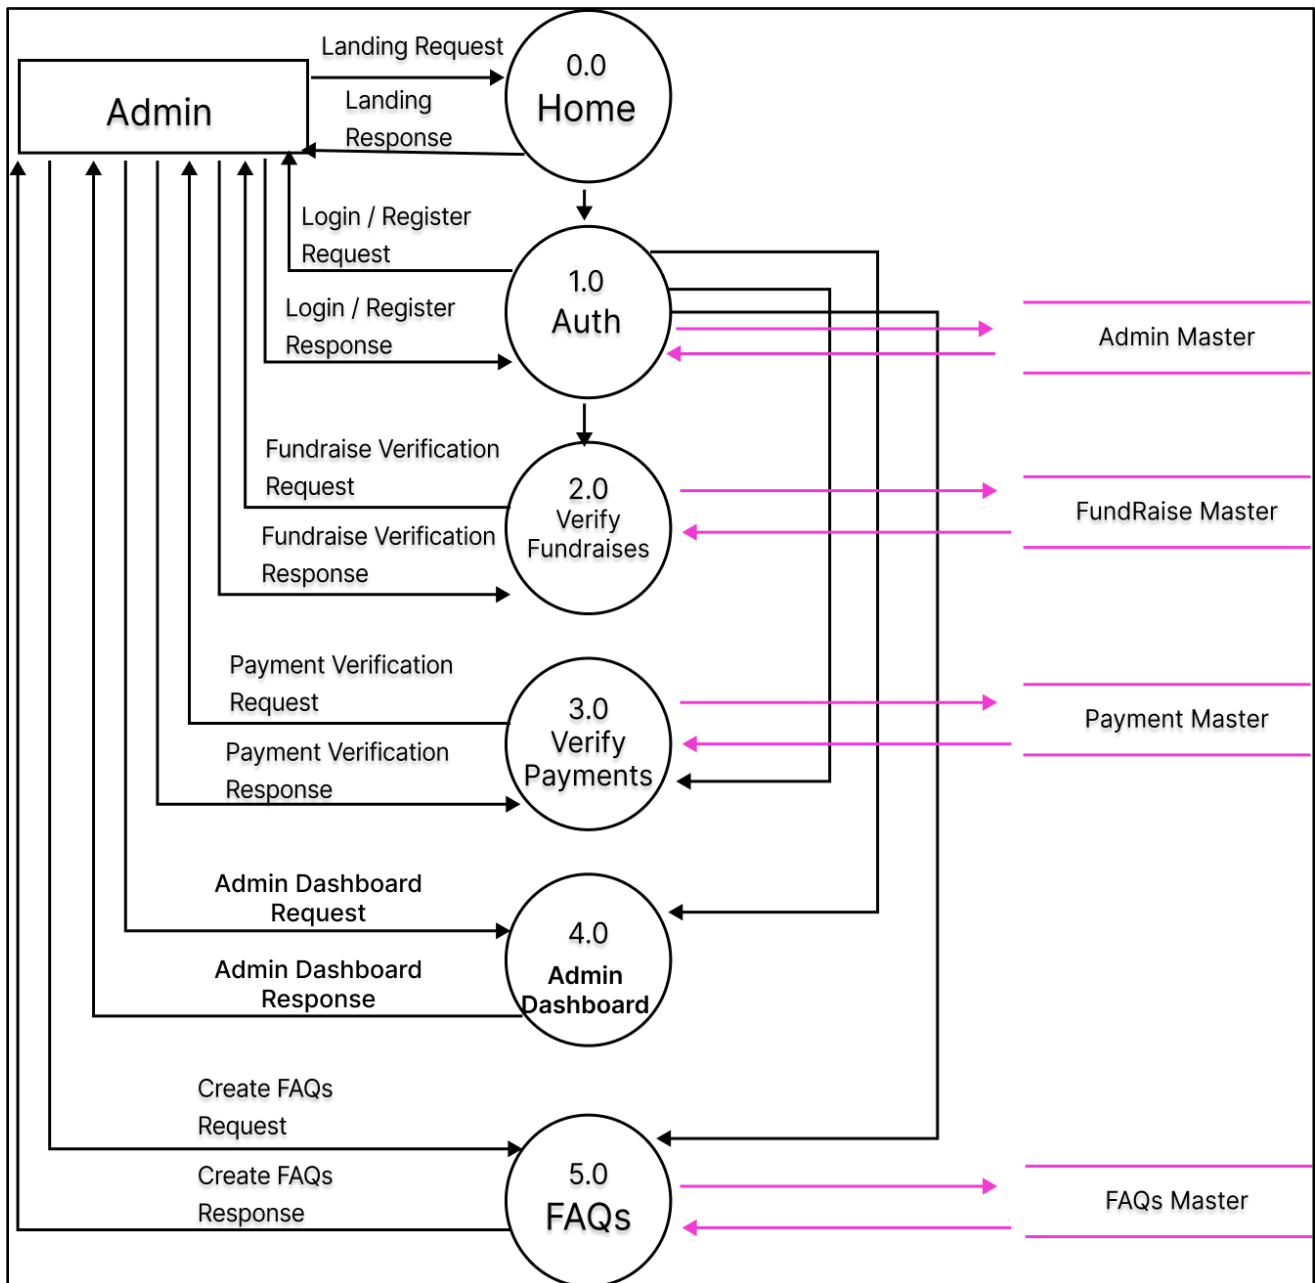 Landing Request
0.0
Home
Admin
Landing
Response
Login / Register
Request
1.0
Auth
Login / Register
Response
Admin Master
Fundraise Verification
Request
2.0
Verify
Fundraises
FundRaise Master
Fundraise Verification
Response
Payment Verification
Request
3.0
Verify
Payments
Payment Master
Payment Verification
Response
Admin Dashboard
Request
4.0
Admin
Dashboard
Admin Dashboard
Response
Create FAQs
Request
5.0
FAQs
FAQs Master
Create FAQs
Response